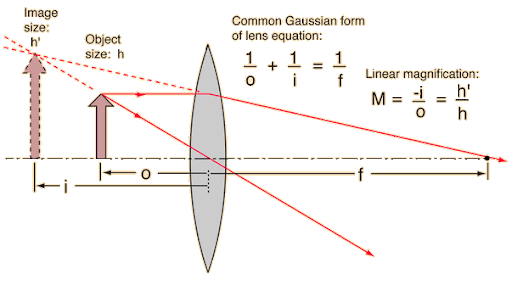 Image
size:
h'
Object
size: h
Common Gaussian form
of lens equation:
1/o + 1/i = 1/f
Linear magnification:
M = -i/o = h'/h
o
f
i